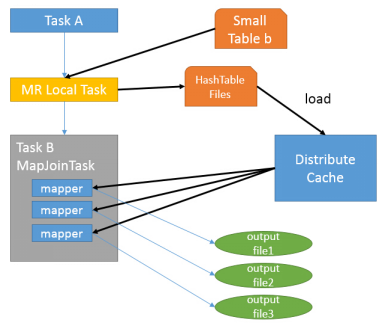 Task A
Small
Table b
MR Local Task
HashTable
Files
load
Task B
MapJoinTask
Distribute
Cache
mapper
mapper
mapper
output
file1
output
file2
output
file3